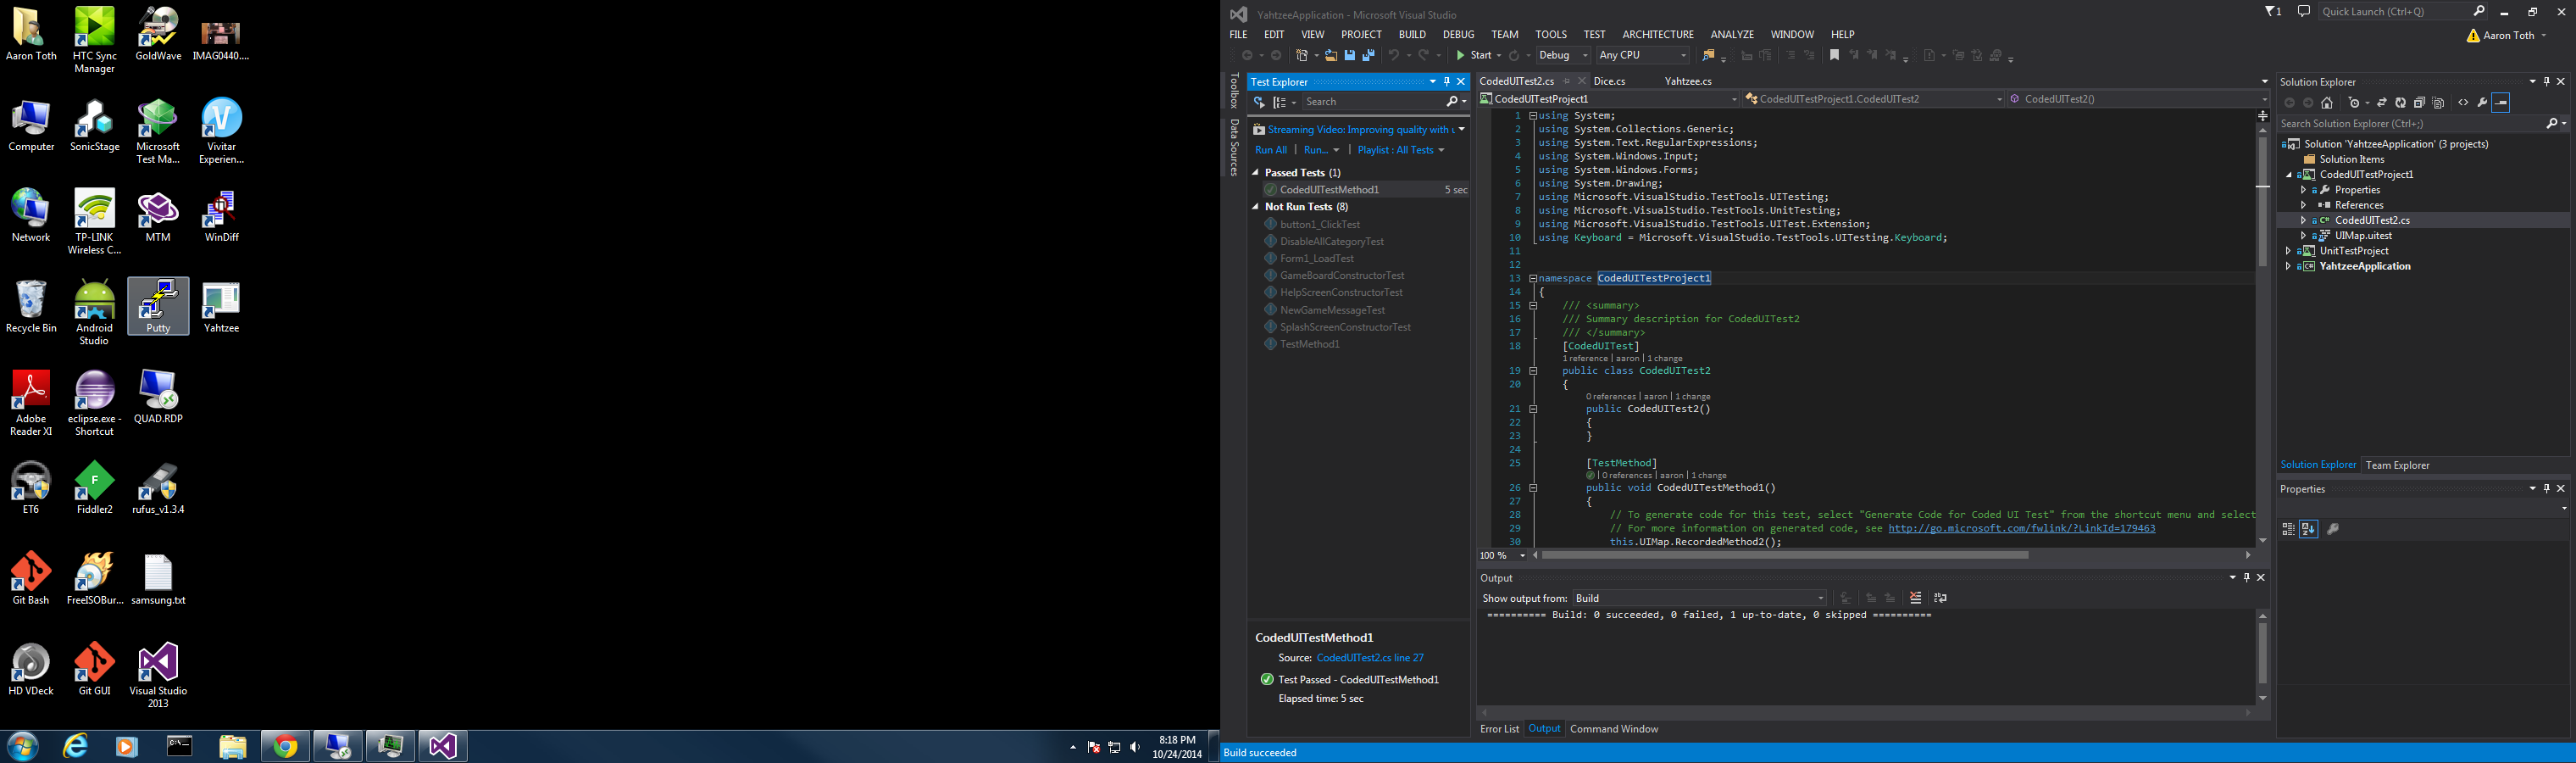 Aaron Toth
HTC Sync Manager
GoldWave
IMAG0440....
Computer
SonicStage
Microsoft Test Ma...
Vivitar Experien...
Network
TP-LINK Wireless C...
MTM
WinDiff
Recycle Bin
Android Studio
Putty
Yahtzee
Adobe Reader XI
eclipse.exe - Shortcut
QUAD.RDP
ET6
Fiddler2
rufus_v1.3.4
Git Bash
FreeISOBur...
samsung.txt
HD VDeck
Git GUI
Visual Studio 2013
8:18 PM
10/24/2014
YahtzeeApplication - Microsoft Visual Studio
1
Quick Launch (Ctrl+Q)
FILE EDIT VIEW PROJECT BUILD DEBUG TEAM TOOLS TEST ARCHITECTURE ANALYZE WINDOW HELP
Aaron Toth
Start Debug Any CPU
Toolbox
Data Sources
Test Explorer
Search
Streaming Video: Improving quality with u
Run All | Run... | Playlist : All Tests
Passed Tests (1)
CodedUITestMethod1 5 sec
Not Run Tests (8)
button1_ClickTest
DisableAllCategoryTest
Form1_LoadTest
GameBoardConstructorTest
HelpScreenConstructorTest
NewGameMessageTest
SplashScreenConstructorTest
TestMethod1
CodedUITestMethod1
Source: CodedUITest2.cs line 27
Test Passed - CodedUITestMethod1
Elapsed time: 5 sec
CodedUITest2.cs Dice.cs Yahtzee.cs
CodedUITestProject1 CodedUITestProject1.CodedUITest2 CodedUITest2()
1 using System;
2 using System.Collections.Generic;
3 using System.Text.RegularExpressions;
4 using System.Windows.Input;
5 using System.Windows.Forms;
6 using System.Drawing;
7 using Microsoft.VisualStudio.TestTools.UITesting;
8 using Microsoft.VisualStudio.TestTools.UnitTesting;
9 using Microsoft.VisualStudio.TestTools.UITest.Extension;
10 using Keyboard = Microsoft.VisualStudio.TestTools.UITesting.Keyboard;
11
12
13 namespace CodedUITestProject1
14 {
15 /// <summary>
16 /// Summary description for CodedUITest2
17 /// </summary>
18 [CodedUITest]
1 reference | aaron | 1 change
19 public class CodedUITest2
20 {
0 references | aaron | 1 change
21 public CodedUITest2()
22 {
23 }
24
25 [TestMethod]
| 0 references | aaron | 1 change
26 public void CodedUITestMethod1()
27 {
28 // To generate code for this test, select "Generate Code for Coded UI Test" from the shortcut menu and select
29 // For more information on generated code, see http://go.microsoft.com/fwlink/?LinkId=179463
30 this.UIMap.RecordedMethod2();
100 %
Output
Show output from: Build
========== Build: 0 succeeded, 0 failed, 1 up-to-date, 0 skipped ==========
Error List Output Command Window
Solution Explorer
Search Solution Explorer (Ctrl+;)
Solution 'YahtzeeApplication' (3 projects)
Solution Items
CodedUITestProject1
Properties
References
CodedUITest2.cs
UIMap.uitest
UnitTestProject
YahtzeeApplication
Solution Explorer Team Explorer
Properties
Build succeeded